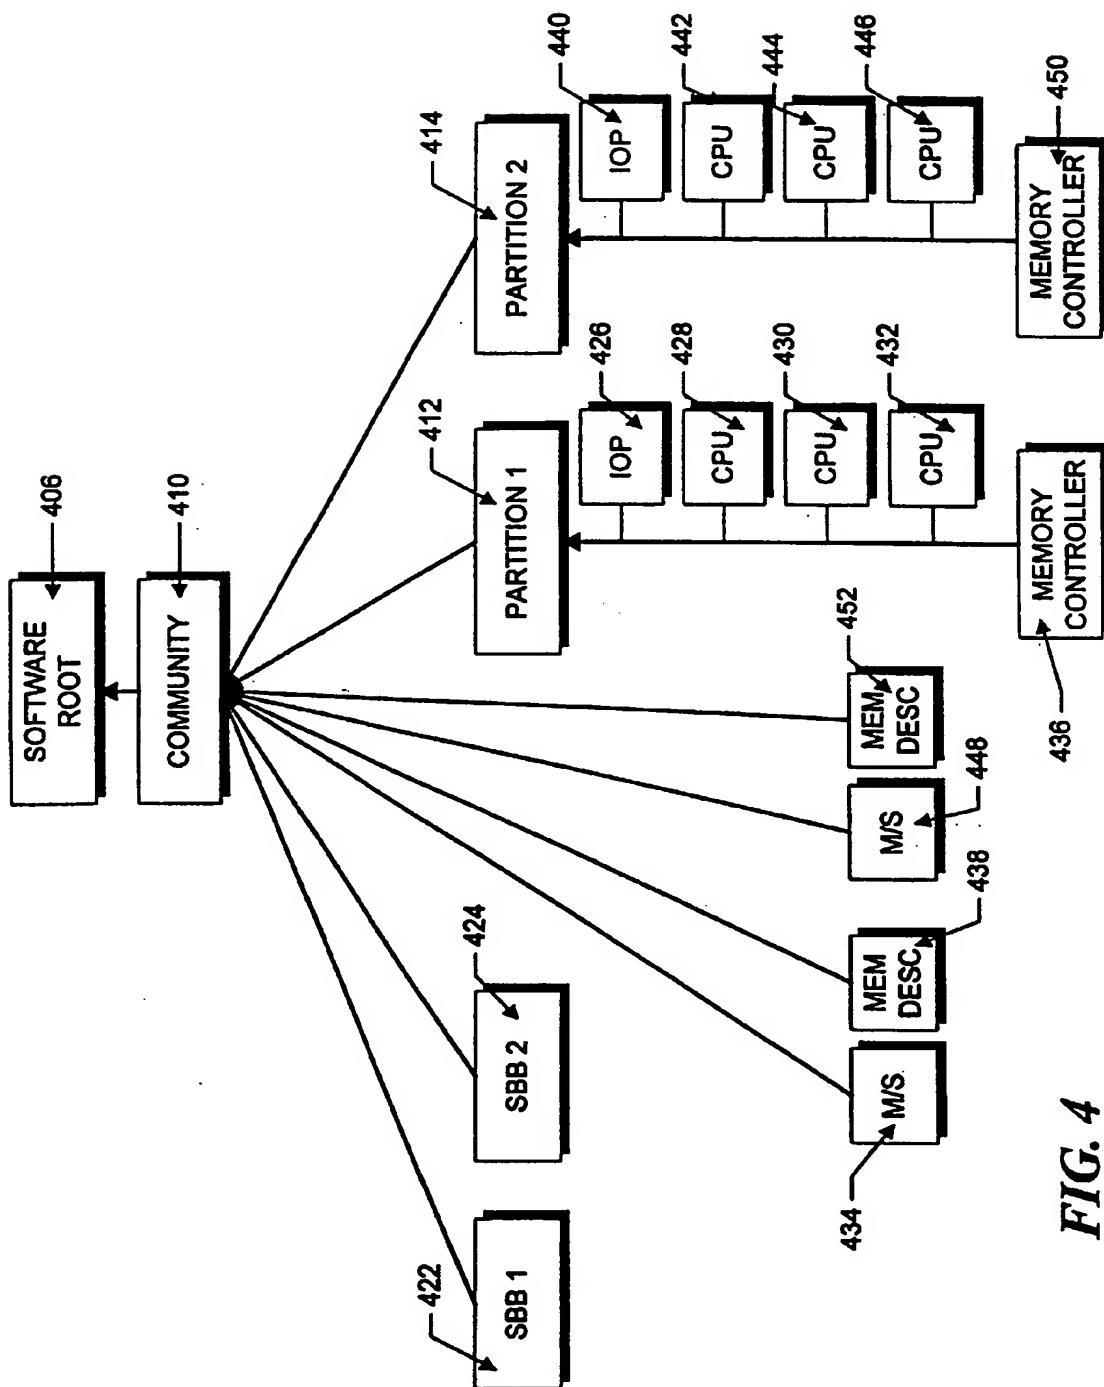 SOFTWARE
ROOT
406
COMMUNITY
410
SBB 1
422
SBB 2
424
PARTITION 1
412
PARTITION 2
414
IOP
426
CPU
428
CPU
430
CPU
432
IOP
440
CPU
442
CPU
444
CPU
446
M/S
434
MEM
DESC
438
M/S
448
MEM
DESC
452
MEMORY
CONTROLLER
436
MEMORY
CONTROLLER
450
FIG. 4